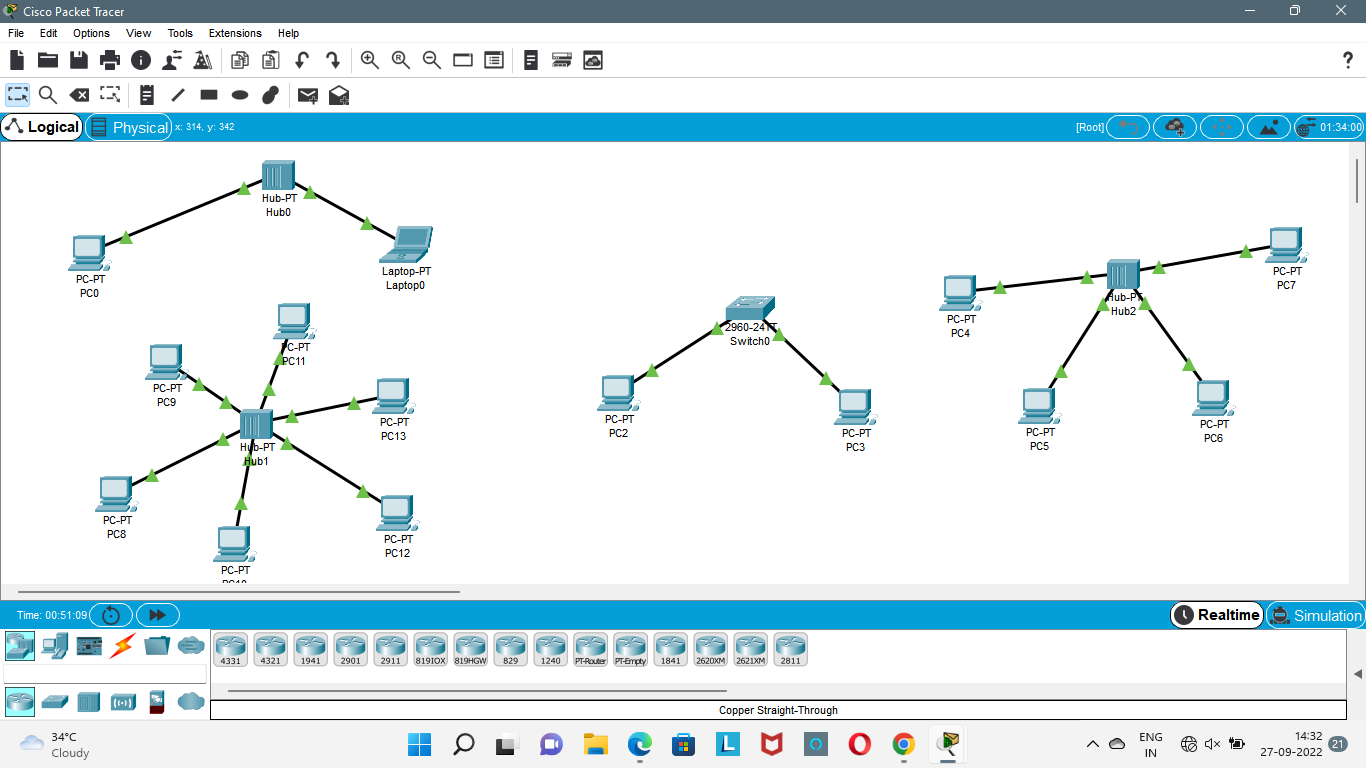 Cisco Packet Tracer
File Edit Options View Tools Extensions Help
?
Logical Physical x: 314, y: 342 [Root] 01:34:00
Hub-PT
Hub0
PC-PT
PC0
Laptop-PT
Laptop0
PC-PT
PC11
PC-PT
PC9
PC-PT
PC13
Hub-PT
Hub1
PC-PT
PC8
PC-PT
PC12
PC-PT
2960-24TT
Switch0
PC-PT
PC2
PC-PT
PC3
PC-PT
PC4
Hub-PT
Hub2
PC-PT
PC7
PC-PT
PC5
PC-PT
PC6
Time: 00:51:09 Realtime Simulation
4331 4321 1941 2901 2911 819IOX 819HGW 829 1240 PT-Router PT-Empty 1841 2620XM 2621XM 2811
Copper Straight-Through
34°C
Cloudy
ENG
IN
14:32
27-09-2022
21